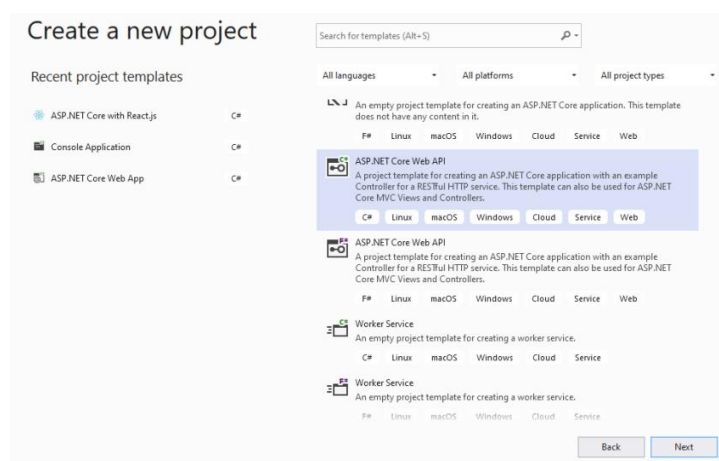 Create a new project
Recent project templates
ASP.NET Core with React.js C#
Console Application C#
ASP.NET Core Web App C#
Search for templates (Alt+S)
All languages All platforms All project types
An empty project template for creating an ASP.NET Core application. This template
does not have any content in it.
F# Linux macOS Windows Cloud Service Web
ASP.NET Core Web API
A project template for creating an ASP.NET Core application with an example
Controller for a RESTful HTTP service. This template can also be used for ASP.NET
Core MVC Views and Controllers.
C# Linux macOS Windows Cloud Service Web
ASP.NET Core Web API
A project template for creating an ASP.NET Core application with an example
Controller for a RESTful HTTP service. This template can also be used for ASP.NET
Core MVC Views and Controllers.
F# Linux macOS Windows Cloud Service Web
Worker Service
An empty project template for creating a worker service.
C# Linux macOS Windows Cloud Service
Worker Service
An empty project template for creating a worker service.
F# Linux macOS Windows Cloud Service
Back Next